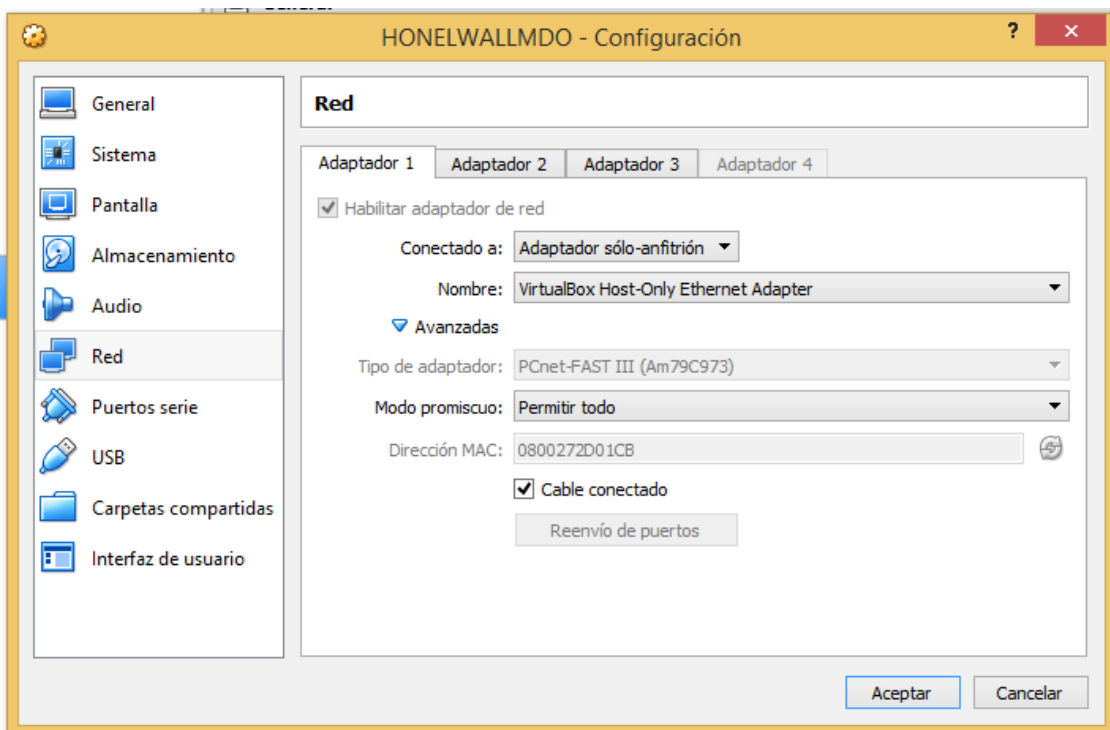 HONELWALLMDO - Configuración
?
×
General
Sistema
Pantalla
Almacenamiento
Audio
Red
Puertos serie
USB
Carpetas compartidas
Interfaz de usuario
Red
Adaptador 1 Adaptador 2 Adaptador 3 Adaptador 4
Habilitar adaptador de red
Conectado a: Adaptador sólo-anfitrión
Nombre: VirtualBox Host-Only Ethernet Adapter
Avanzadas
Tipo de adaptador: PCnet-FAST III (Am79C973)
Modo promiscuo: Permitir todo
Dirección MAC: 0800272D01CB
Cable conectado
Reenvío de puertos
Aceptar Cancelar